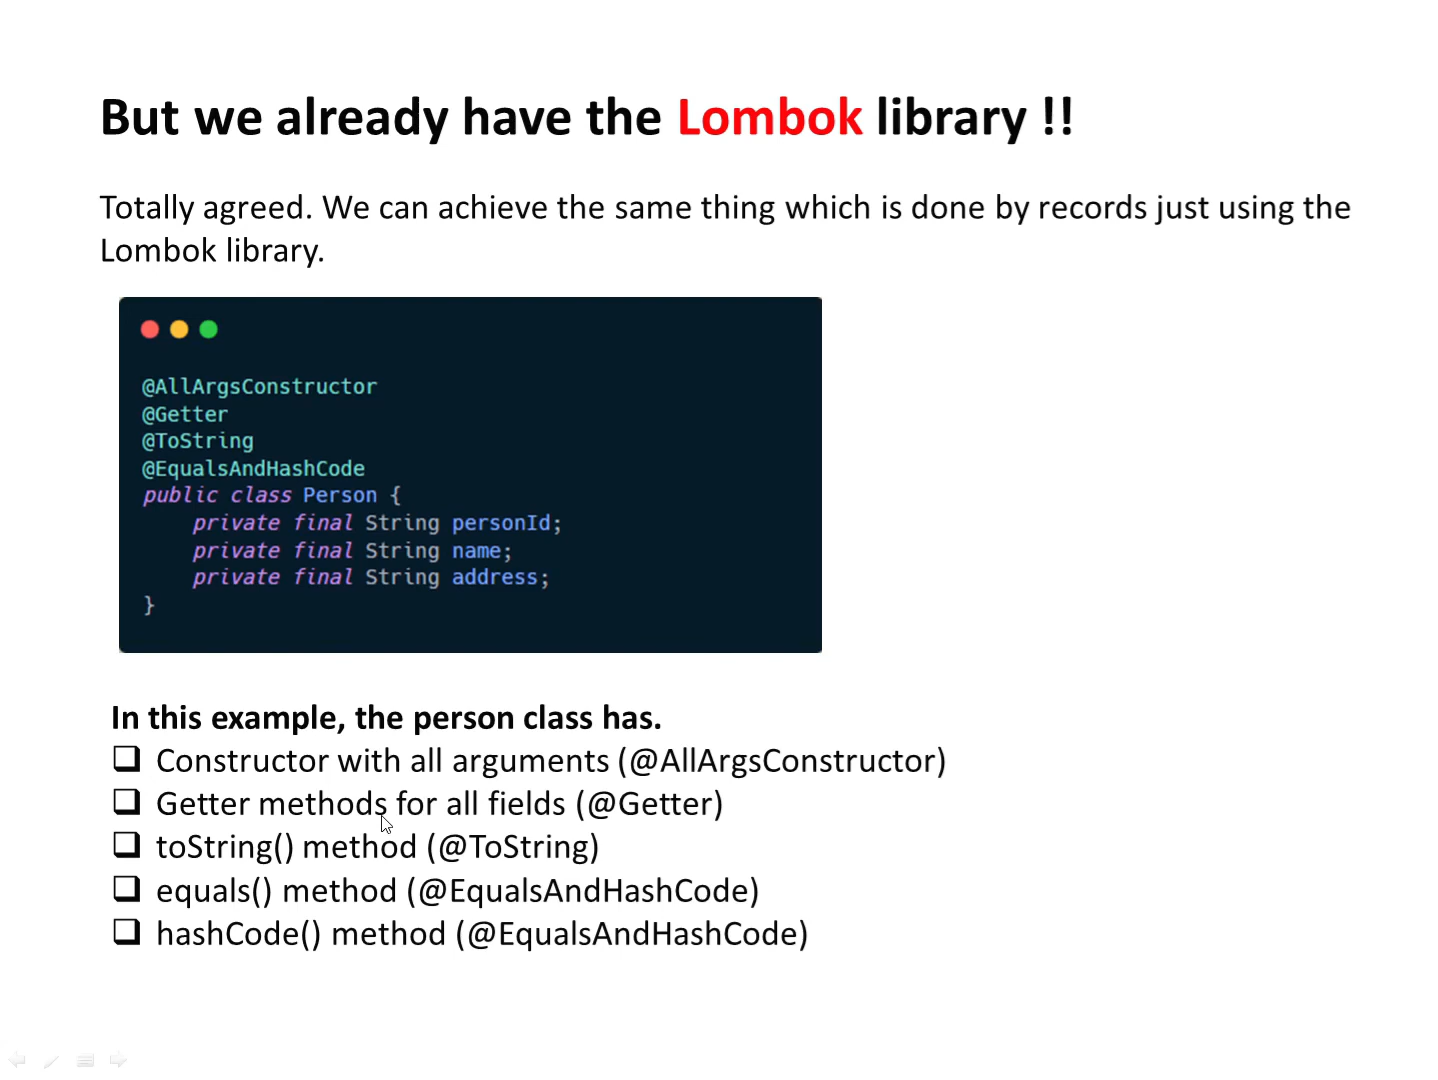 But we already have the Lombok library !!
Totally agreed. We can achieve the same thing which is done by records just using the
Lombok library.
@AllArgsConstructor
@Getter
@ToString
@EqualsAndHashCode
public class Person {
    private final String personId;
    private final String name;
    private final String address;
}
In this example, the person class has.
Constructor with all arguments (@AllArgsConstructor)
Getter methods for all fields (@Getter)
toString() method (@ToString)
equals() method (@EqualsAndHashCode)
hashCode() method (@EqualsAndHashCode)